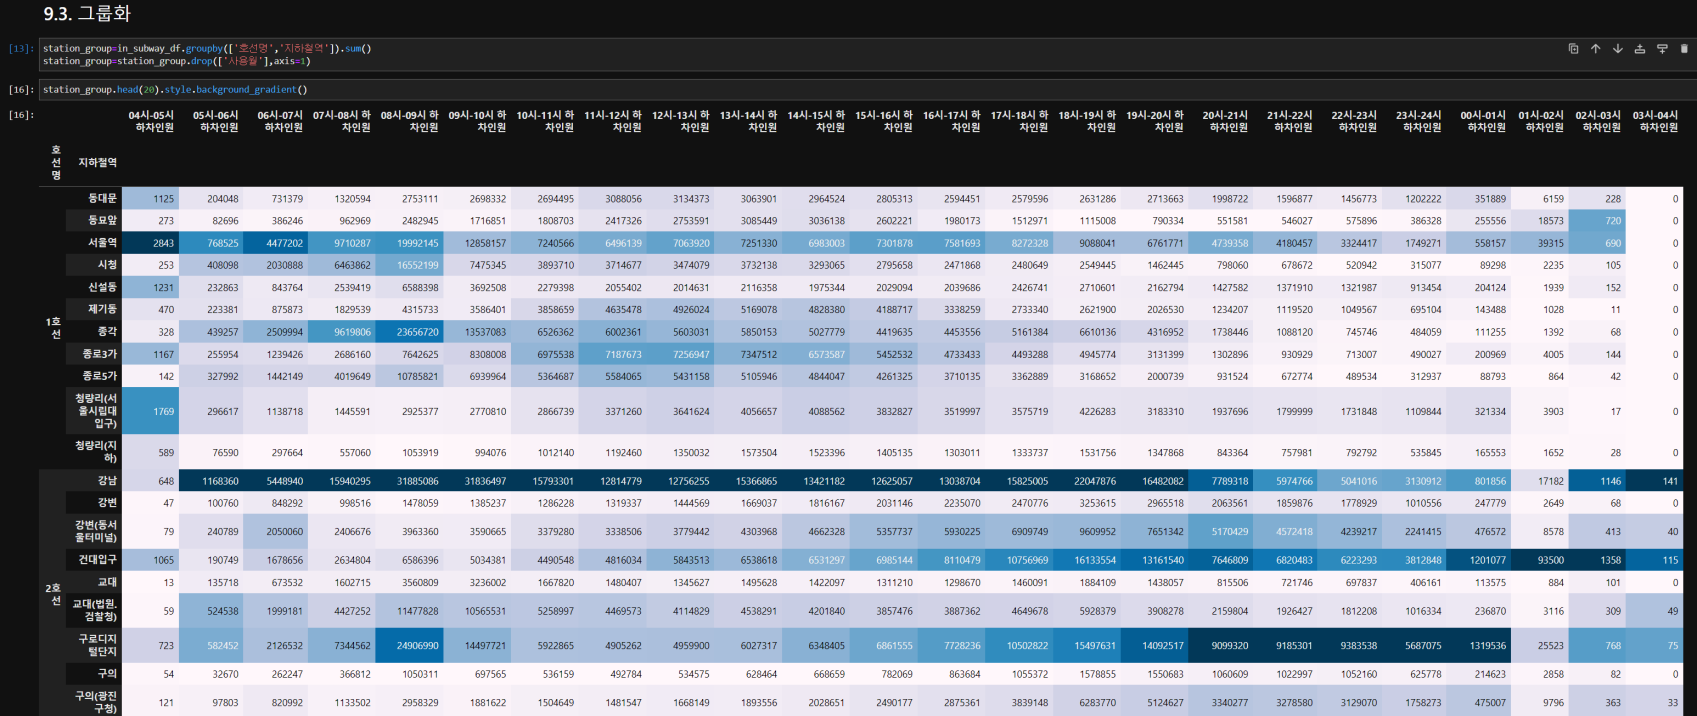 9.3. 그룹화
[13]: station_group=in_subway_df.groupby(['호선명','지하철역']).sum()
station_group=station_group.drop(['사용월'],axis=1)
[16]: station_group.head(20).style.background_gradient()
[16]: 04시-05시 하차인원 05시-06시 하차인원 06시-07시 하차인원 07시-08시 하차인원 08시-09시 하차인원 09시-10시 하차인원 10시-11시 하차인원 11시-12시 하차인원 12시-13시 하차인원 13시-14시 하차인원 14시-15시 하차인원 15시-16시 하차인원 16시-17시 하차인원 17시-18시 하차인원 18시-19시 하차인원 19시-20시 하차인원 20시-21시 하차인원 21시-22시 하차인원 22시-23시 하차인원 23시-24시 하차인원 00시-01시 하차인원 01시-02시 하차인원 02시-03시 하차인원 03시-04시 하차인원
호선명 지하철역
1호선
동대문 1125 204048 731379 1320594 2753111 2698332 2694495 3088056 3134373 3063901 2964524 2805313 2594451 2579596 2631286 2713663 1998722 1596877 1456773 1202222 351889 6159 228 0
동묘앞 273 82696 386246 962969 2482945 1716851 1808703 2417326 2753591 3085449 3036138 2602221 1980173 1512971 1115008 790334 551581 546027 575896 386328 255556 18573 720 0
서울역 2843 768525 4477202 9710287 19992145 12858157 7240566 6496139 7063920 7251330 6983003 7301878 7581693 8272328 9088041 6761771 4739358 4180457 3324417 1749271 558157 39315 690 0
시청 253 408098 2030888 6463862 16552199 7475345 3893710 3714677 3474079 3732138 3293065 2795658 2471868 2480649 2549445 1462445 798060 678672 520942 315077 89298 2235 105 0
신설동 1231 232863 843764 2539419 6588398 3692508 2279398 2055402 2014631 2116358 1975344 2029094 2039686 2426741 2710601 2162794 1427582 1371910 1321987 913454 204124 1939 152 0
제기동 470 223381 875873 1829539 4315733 3586401 3858659 4635478 4926024 5169078 4828380 4188717 3338259 2733340 2621900 2026530 1234207 1119520 1049567 695104 143488 1028 11 0
종각 328 439257 2509994 9619806 23656720 13537083 6526362 6002361 5603031 5850153 5027779 4419635 4453556 5161384 6610136 4316952 1738446 1088120 745746 484059 111255 1392 68 0
종로3가 1167 255954 1239426 2686160 7642625 8308008 6975538 7187673 7256947 7347512 6573587 5452532 4733433 4493288 4945774 3131399 1302896 930929 713007 490027 200969 4005 144 0
종로5가 142 327992 1442149 4019649 10785821 6939964 5364687 5584065 5431158 5105946 4844047 4261325 3710135 3362889 3168652 2000739 931524 672774 489534 312937 88793 864 42 0
청량리(서울시립대입구) 1769 296617 1138718 1445591 2925377 2770810 2866739 3371260 3641624 4056657 4088562 3832827 3519997 3575719 4226283 3183310 1937696 1799999 1731848 1109844 321334 3903 17 0
청량리(지하) 589 76590 297664 557060 1053919 994076 1012140 1192460 1350032 1573504 1523396 1405135 1303011 1333737 1531756 1347868 843364 757981 792792 535845 165553 1652 28 0
2호선
강남 648 1168360 5448940 15940295 31885086 31836497 15793301 12814779 12756255 15366865 13421182 12625057 13038704 15825005 22047876 16482082 7789318 5974766 5041016 3130912 801856 17182 1146 141
강변 47 100760 848292 998516 1478059 1385237 1286228 1319337 1444569 1669037 1816167 2031146 2235070 2470776 3253615 2965518 2063561 1859876 1778929 1010556 247779 2649 68 0
강변(동서울터미널) 79 240789 2050060 2406676 3963360 3590665 3379280 3338506 3779442 4303968 4662328 5357737 5930225 6909749 9609952 7651342 5170429 4572418 4239217 2241415 476572 8578 413 40
건대입구 1065 190749 1678656 2634804 6586396 5034381 4490548 4816034 5843513 6538618 6531297 6985144 8110479 10756969 16133554 13161540 7646809 6820483 6223293 3812848 1201077 93500 1358 115
교대 13 135718 673532 1602715 3560809 3236002 1667820 1480407 1345627 1495628 1422097 1311210 1298670 1460091 1884109 1438057 815506 721746 697837 406161 113575 884 101 0
교대(법원.검찰청) 59 524538 1999181 4427252 11477828 10565531 5258997 4469573 4114829 4538291 4201840 3857476 3887362 4649678 5928379 3908278 2159804 1926427 1812208 1016334 236870 3116 309 49
구로디지털단지 723 582452 2126532 7344562 24906990 14497721 5922865 4905262 4959900 6027317 6348405 6861555 7728236 10502822 15497631 14092517 9099320 9185301 9383538 5687075 1319536 25523 768 75
구의 54 32670 262247 366812 1050311 697565 536159 492784 534575 628464 668659 782069 863684 1055372 1578855 1550683 1060609 1022997 1052160 625778 214623 2858 82 0
구의(광진구청) 121 97803 820992 1133502 2958329 1881622 1504649 1481547 1668149 1893556 2028651 2490177 2875361 3839148 6283770 5124627 3340277 3278580 3129070 1758273 475007 9796 363 33